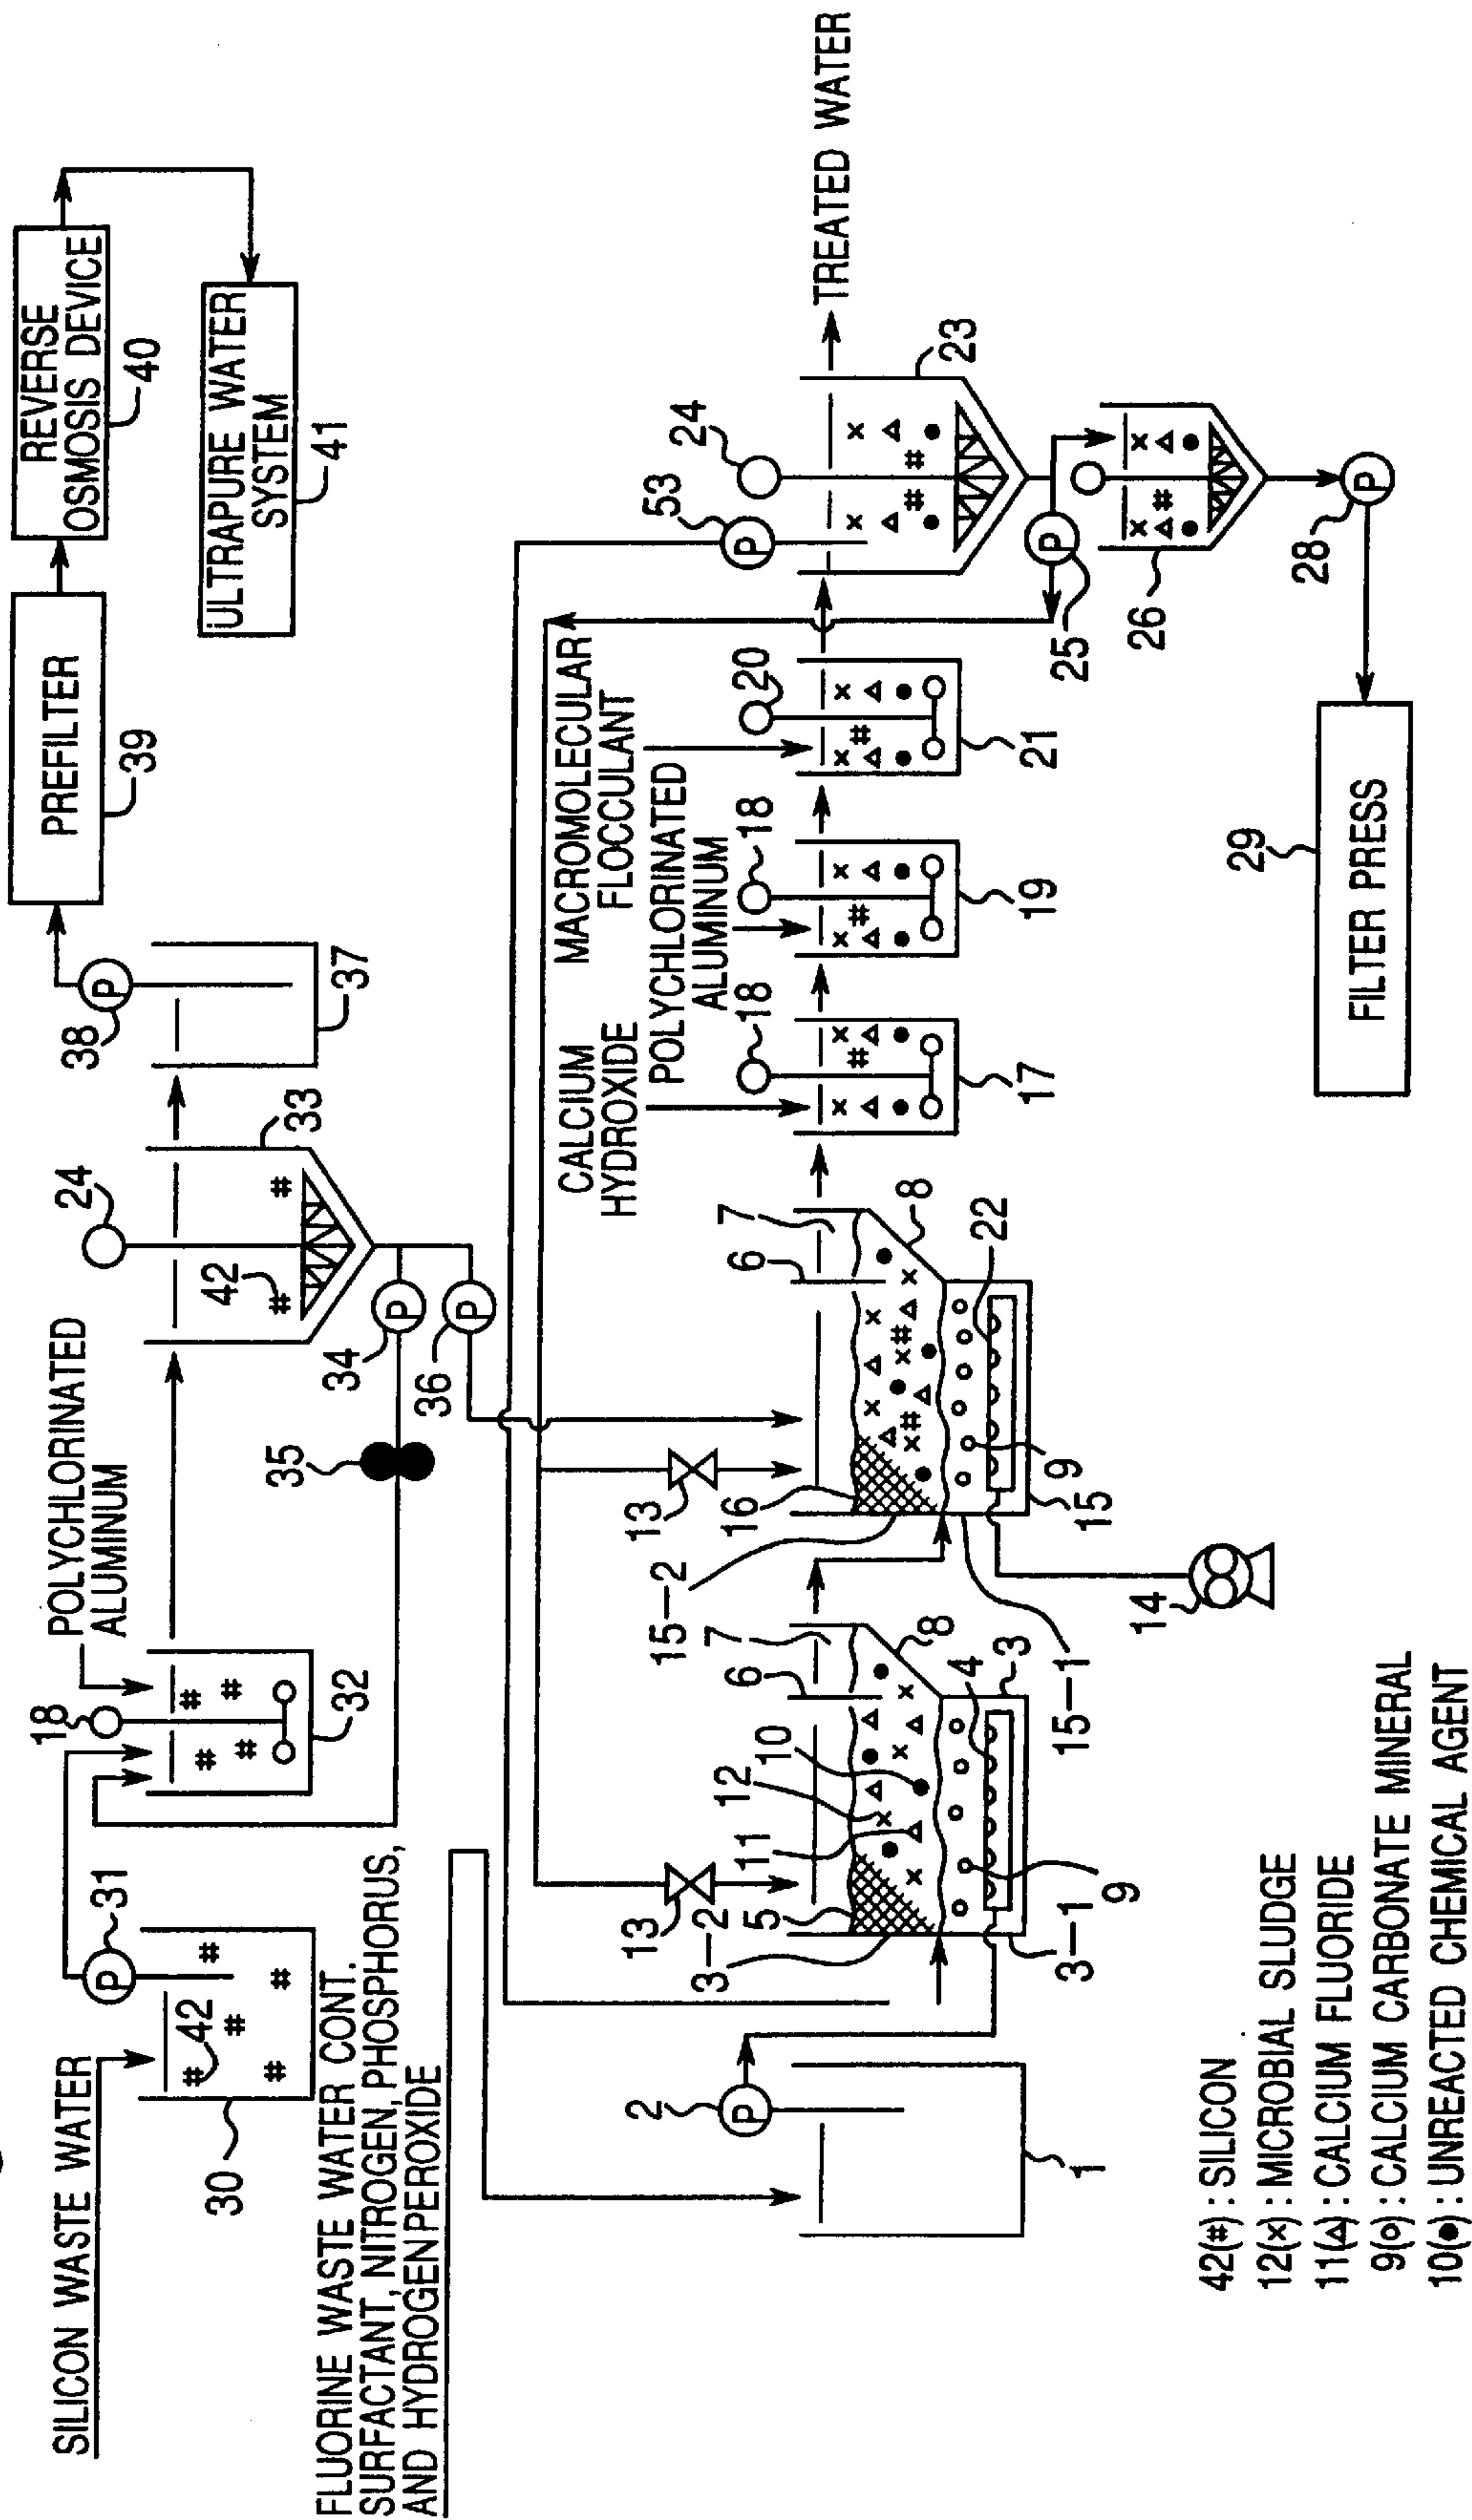 SILICON WASTE WATER
31
P
42
30
18
POLYCHLORINATED
ALUMINUM
32
24
42
33
34
P
35
36
P
38
P
37
PREFILTER
39
REVERSE
OSMOSIS DEVICE
40
ULTRAPURE WATER
SYSTEM
41
FLUORINE WASTE WATER CONT.
SURFACTANT, NITROGEN, PHOSPHORUS,
AND HYDROGEN PEROXIDE
2
P
1
13
3-2
3
5
11
12
10
6
7
8
4
3
9
3-1
13
16
15-2
15-1
14
6
7
8
22
9
15
CALCIUM
HYDROXIDE
18
17
POLYCHLORINATED
ALUMINUM
18
19
MACROMOLECULAR
FLOCCULANT
20
21
53
P
24
23
TREATED WATER
25
P
26
28
P
29
FILTER PRESS
42(#) : SILICON
12(×) : MICROBIAL SLUDGE
11(△) : CALCIUM FLUORIDE
9(○) : CALCIUM CARBONATE MINERAL
10(●) : UNREACTED CHEMICAL AGENT